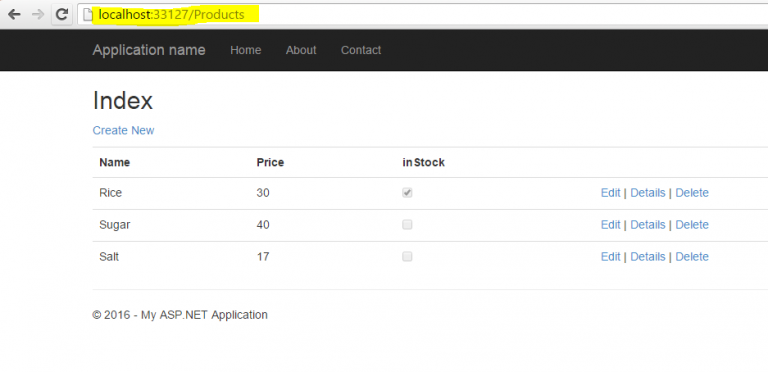 localhost:33127/Products
Application name Home About Contact
Index
Create New
Name Price inStock
Rice 30 Edit | Details | Delete
Sugar 40 Edit | Details | Delete
Salt 17 Edit | Details | Delete
© 2016 - My ASP.NET Application